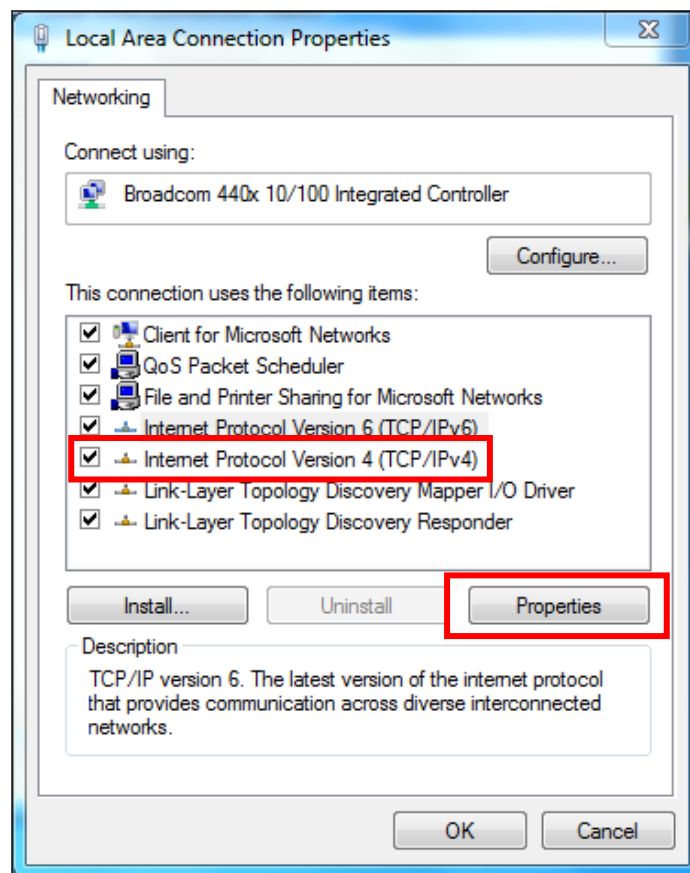 Local Area Connection Properties
Networking
Connect using:
Broadcom 440x 10/100 Integrated Controller
Configure...
This connection uses the following items:
Client for Microsoft Networks
QoS Packet Scheduler
File and Printer Sharing for Microsoft Networks
Internet Protocol Version 6 (TCP/IPv6)
Internet Protocol Version 4 (TCP/IPv4)
Link-Layer Topology Discovery Mapper I/O Driver
Link-Layer Topology Discovery Responder
Install...
Uninstall
Properties
Description
TCP/IP version 6. The latest version of the internet protocol
that provides communication across diverse interconnected
networks.
OK
Cancel